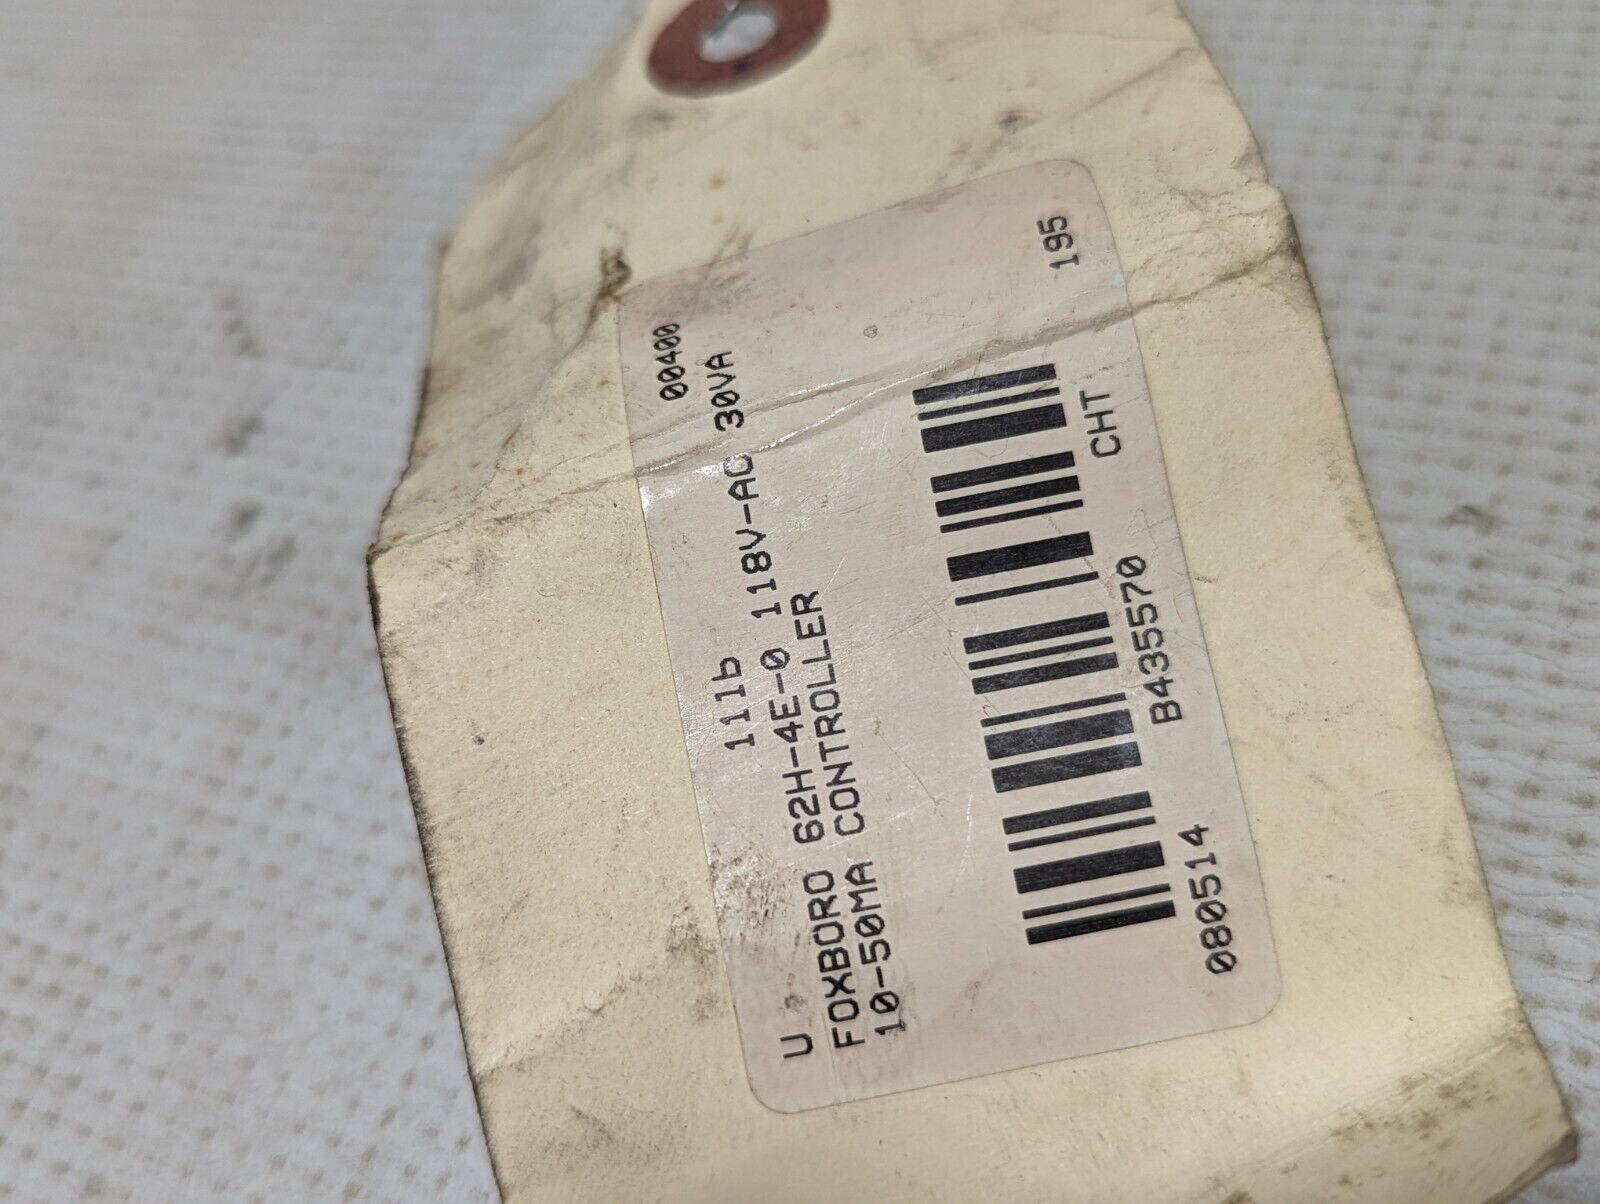 U 111b 00400
FOXBORO 62H-4E-0 118V-AC 30VA
10-50MA CONTROLLER
080514 B435570 CHT 195